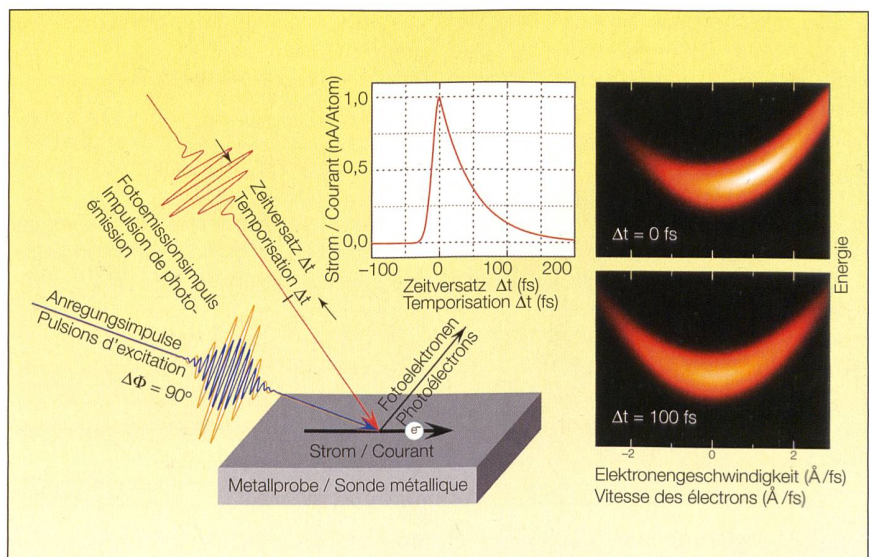 Fotoemissionsimpuls
Impulsion de photo-
émission
Zeitversatz Δt
Temporisation Δt
Anregungsimpulse
Pulsions d'excitation
ΔΦ = 90°
Fotoelektronen
Photoélectrons
e⁻
Strom / Courant
Metallprobe / Sonde métallique
Strom / Courant (nA/Atom)
1,0
0,5
0,0
-100 0 100 200
Zeitversatz Δt (fs)
Temporisation Δt (fs)
Δt = 0 fs
Energie
Δt = 100 fs
-2 0 2
Elektronengeschwindigkeit (Å/fs)
Vitesse des électrons (Å/fs)